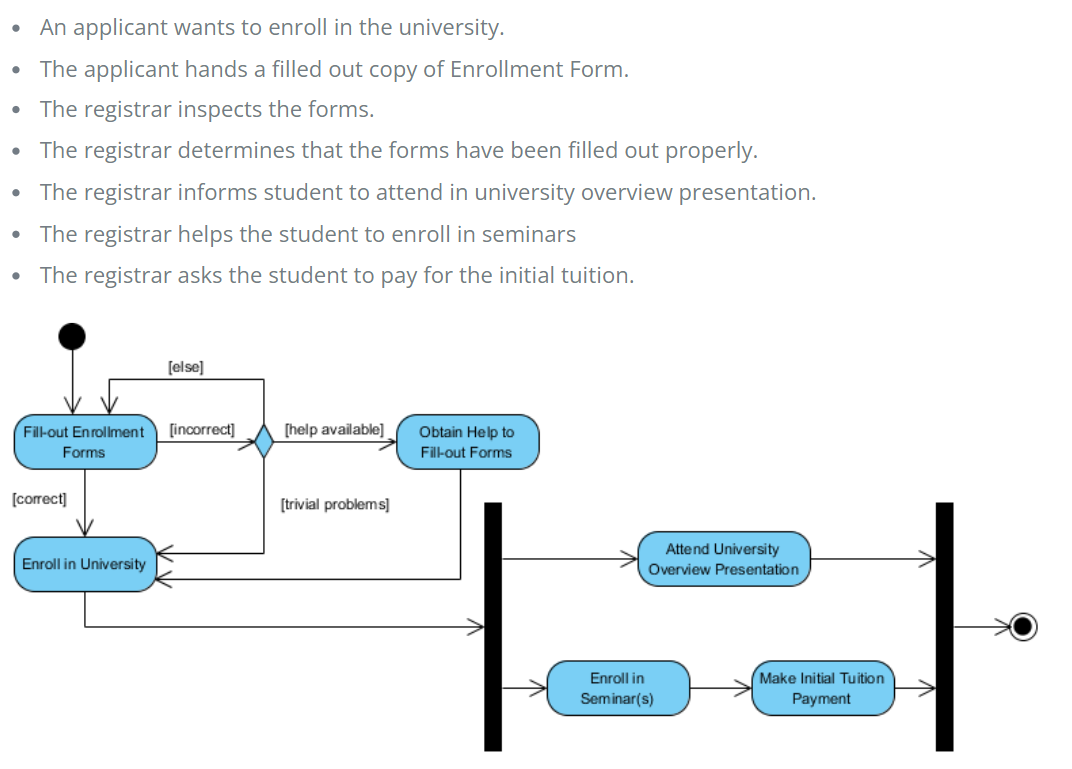 An applicant wants to enroll in the university.
The applicant hands a filled out copy of Enrollment Form.
The registrar inspects the forms.
The registrar determines that the forms have been filled out properly.
The registrar informs student to attend in university overview presentation.
The registrar helps the student to enroll in seminars
The registrar asks the student to pay for the initial tuition.
[else]
Fill-out Enrollment
Forms
[incorrect]
[help available]
Obtain Help to
Fill-out Forms
[correct]
[trivial problems]
Enroll in University
Attend University
Overview Presentation
Enroll in
Seminar(s)
Make Initial Tuition
Payment